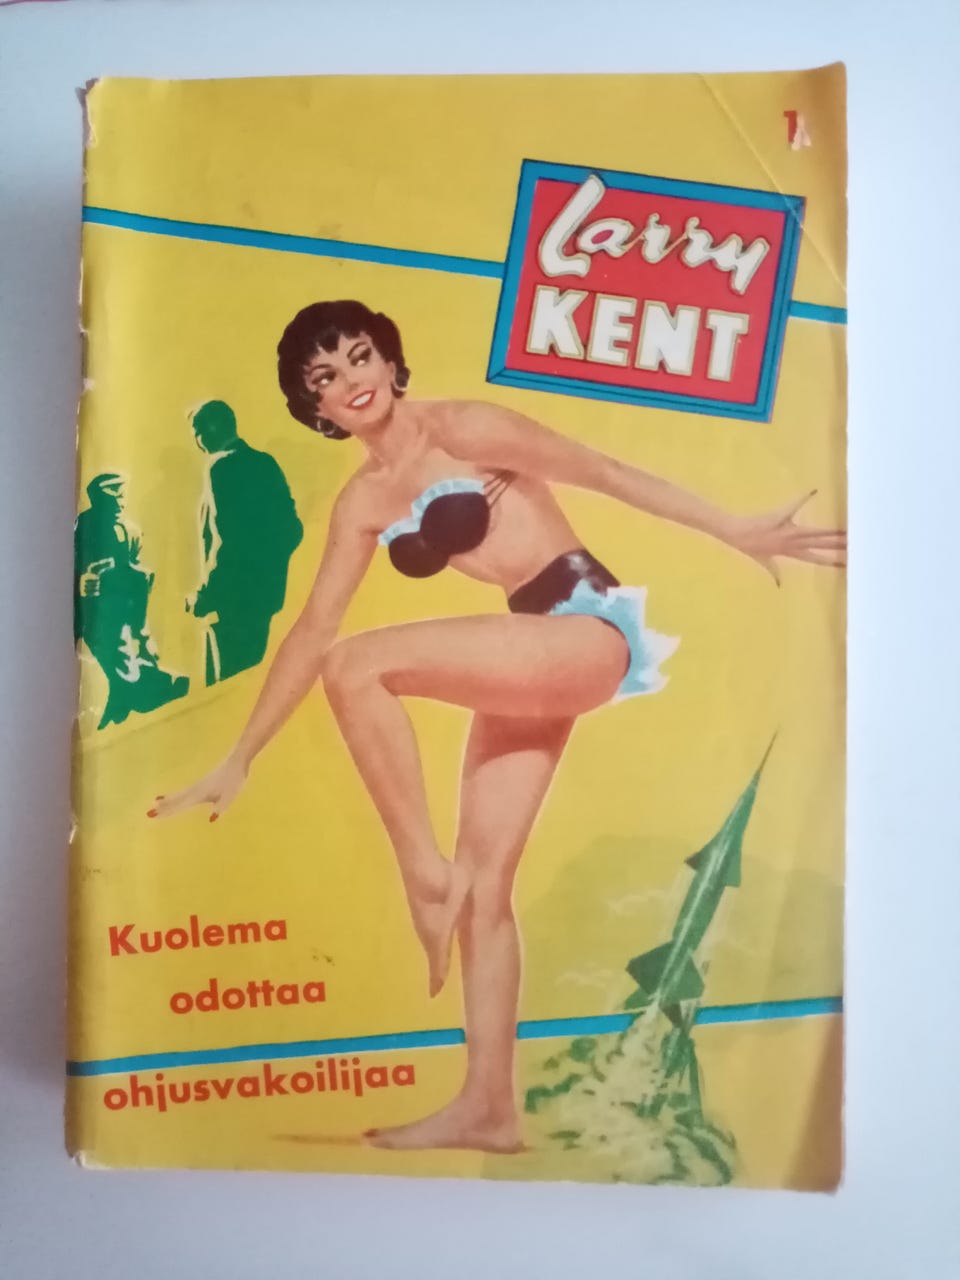 1
Larry
KENT
Kuolema
odottaa
ohjusvakoilijaa